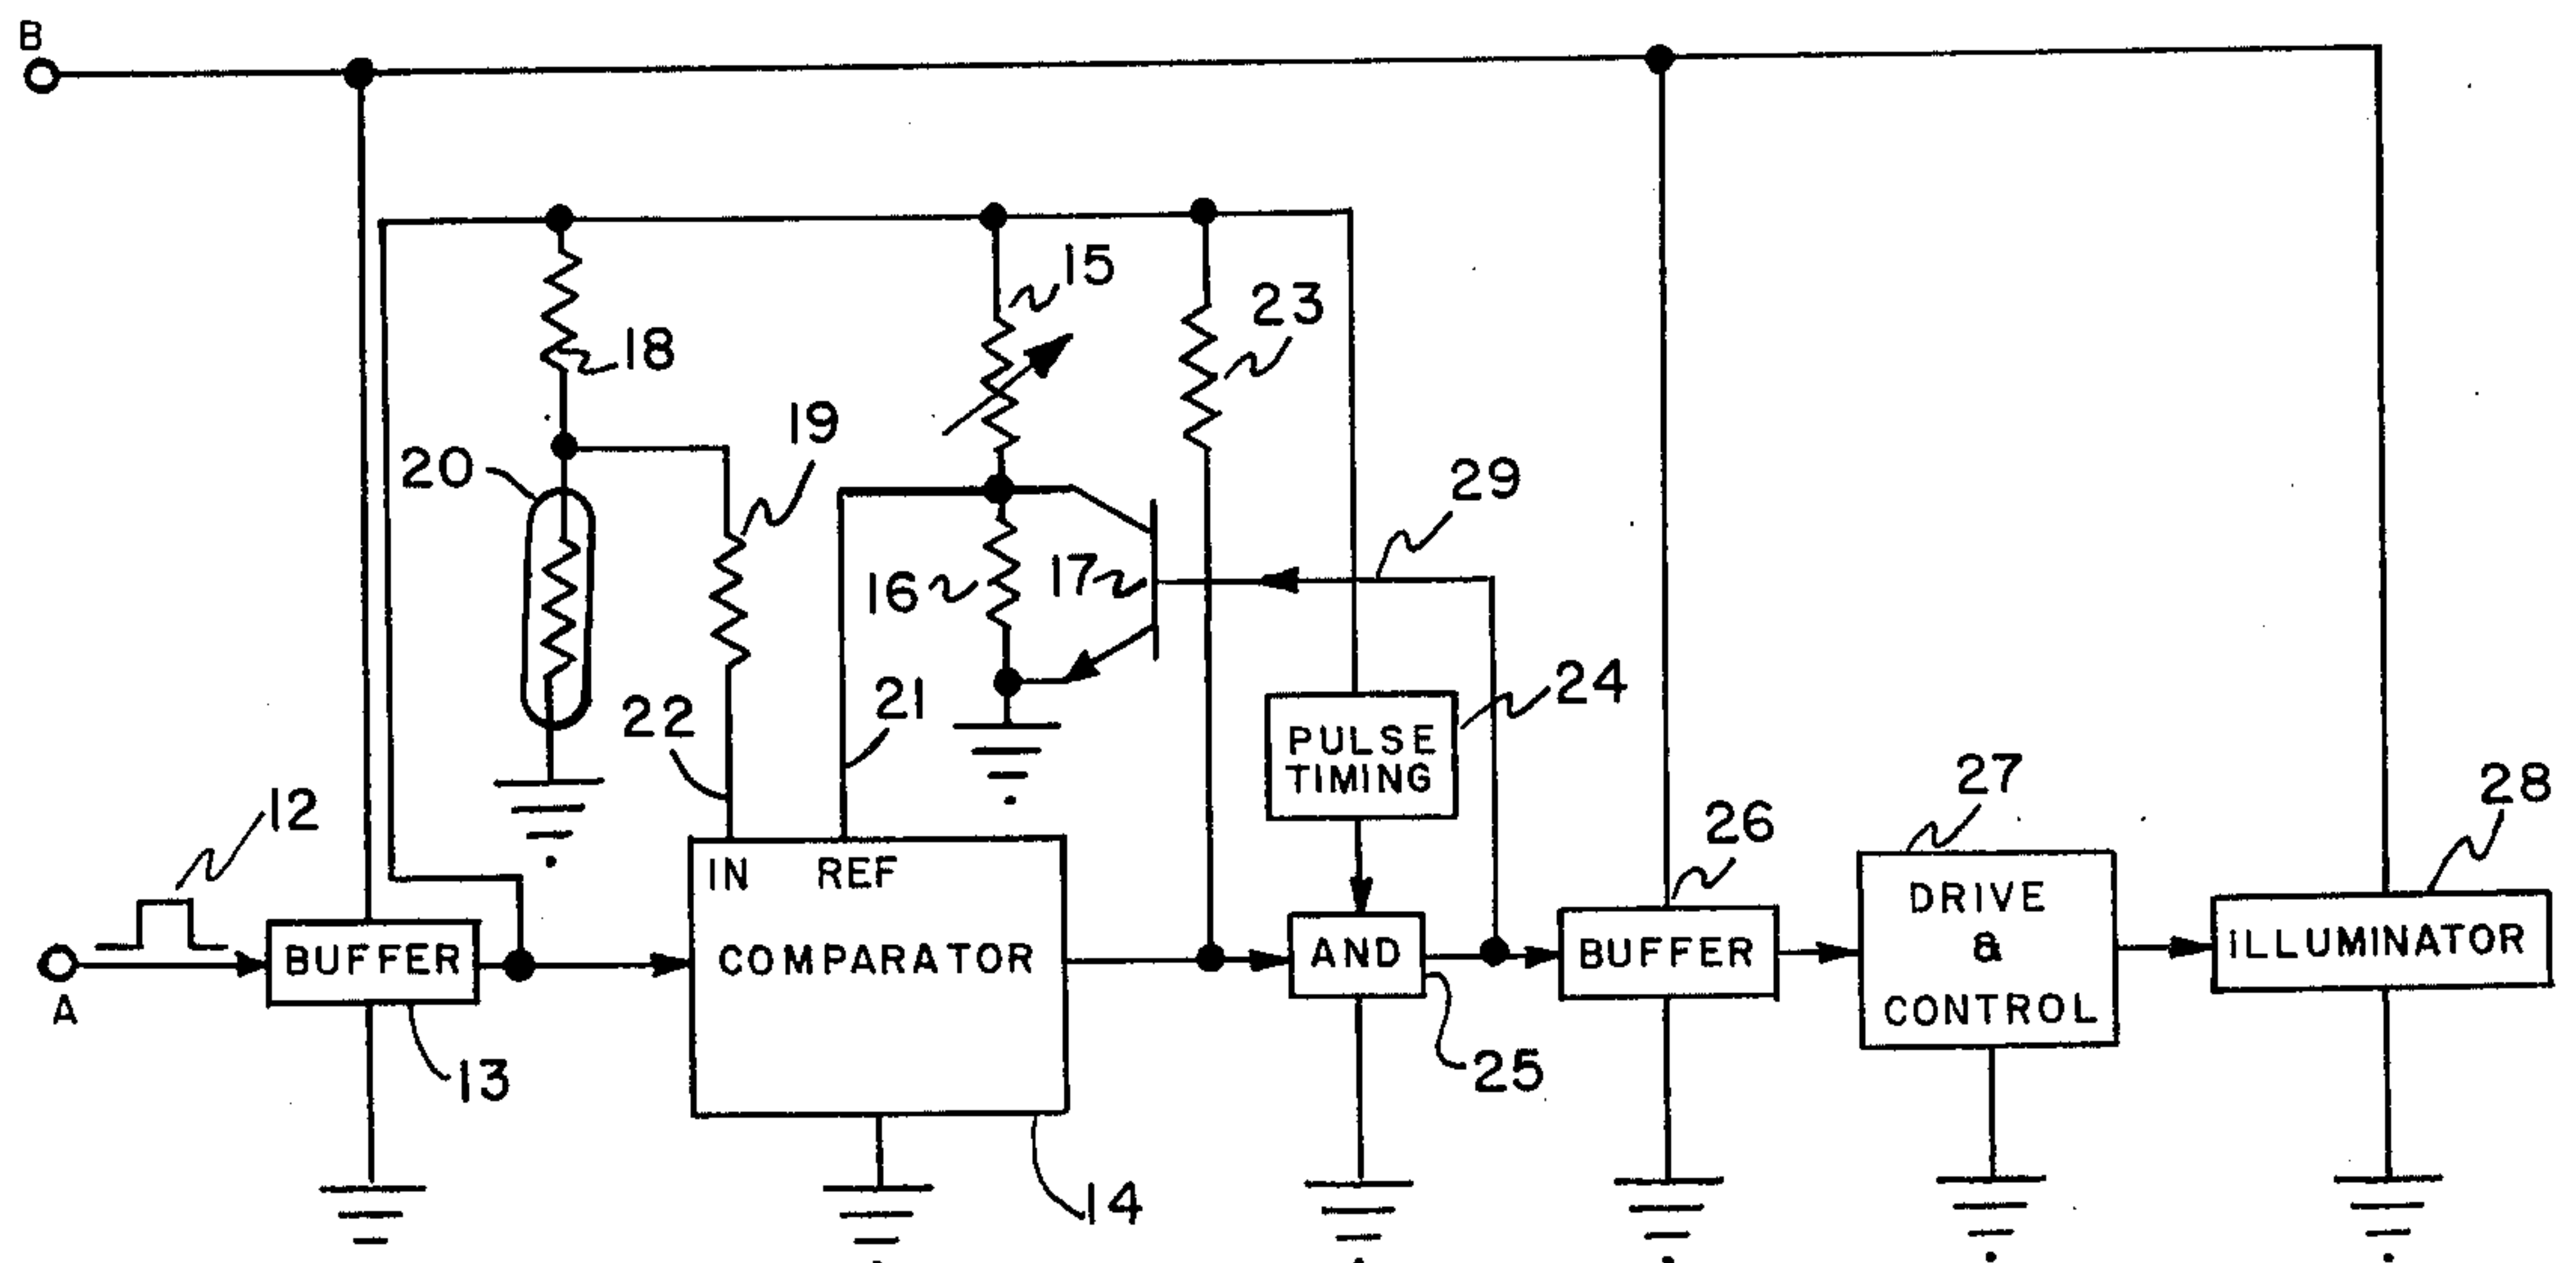 B
15
23
18
19
20
29
16
17
21
24
22
PULSE
TIMING
27
28
12
26
IN REF
DRIVE
&
CONTROL
BUFFER
COMPARATOR
AND
BUFFER
ILLUMINATOR
A
13
25
14